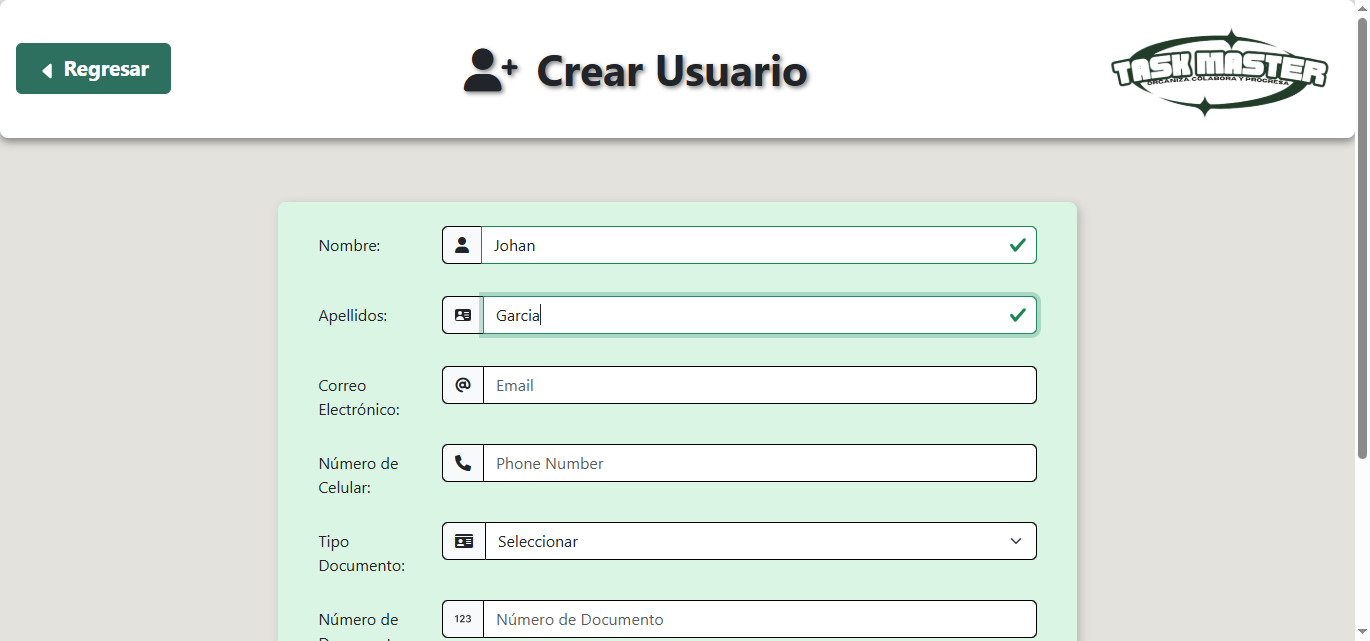 Regresar
Crear Usuario
TASK MASTER
ORGANIZA COLABORA Y PROGRESA
Nombre:
Johan
Apellidos:
Garcia
Correo
Electrónico:
@
Email
Número de
Celular:
Phone Number
Tipo
Documento:
Seleccionar
Número de
123
Número de Documento